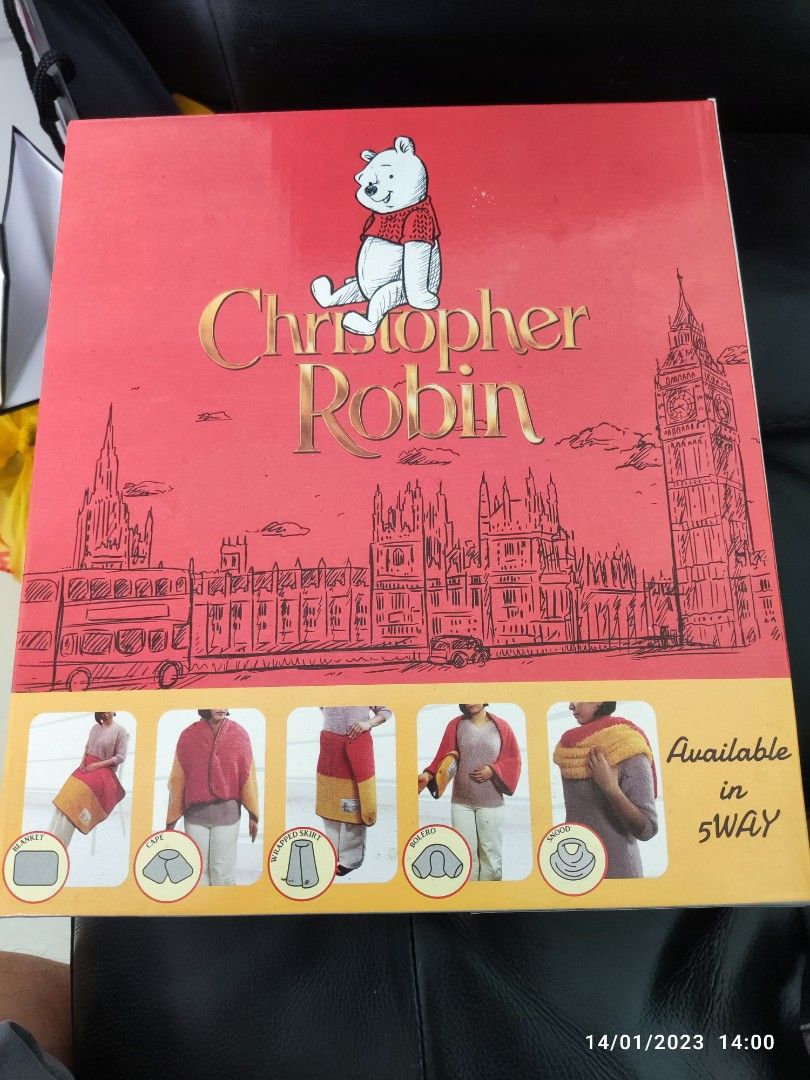 Christopher
Robin
BLANKET
CAPE
WRAPPED SKIRT
BOLERO
SNOOD
Available
in
5WAY
14/01/2023 14:00